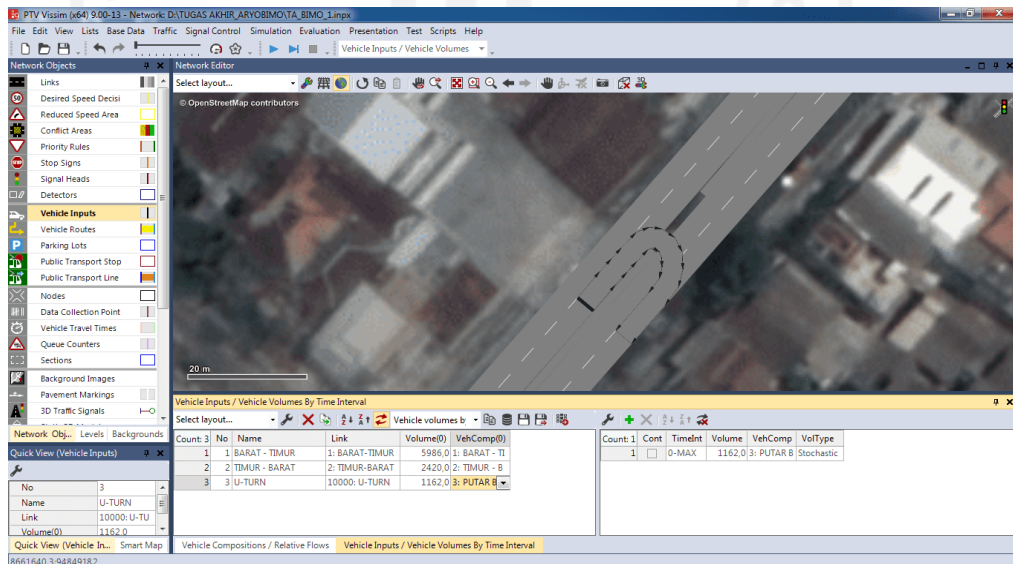 PTV Vissim (x64) 9.00-13 - Network: D:\TUGAS AKHIR_ARYOBIMO\TA_BIMO_1.inpx
File Edit View Lists Base Data Traffic Signal Control Simulation Evaluation Presentation Test Scripts Help
Vehicle Inputs / Vehicle Volumes
Network Objects
Network Editor
Select layout...
© OpenStreetMap contributors
Links
50 Desired Speed Decisi
Reduced Speed Area
Conflict Areas
Priority Rules
STOP Stop Signs
Signal Heads
Detectors
Vehicle Inputs
Vehicle Routes
P Parking Lots
Public Transport Stop
Public Transport Line
Nodes
Data Collection Point
Vehicle Travel Times
Queue Counters
Sections
Background Images
Pavement Markings
3D Traffic Signals
20 m
Network Obj... Levels Backgrounds
Quick View (Vehicle Inputs)
No 3
Name U-TURN
Link 10000: U-TU
Volume(0) 1162.0
Quick View (Vehicle In... Smart Map
Vehicle Inputs / Vehicle Volumes By Time Interval
Select layout... Vehicle volumes b
Count: 3 No Name Link Volume(0) VehComp(0)
1 1 BARAT - TIMUR 1: BARAT-TIMUR 5986,0 1: BARAT - TI
2 2 TIMUR - BARAT 2: TIMUR-BARAT 2420,0 2: TIMUR - B
3 3 U-TURN 10000: U-TURN 1162,0 3: PUTAR B
Count: 1 Cont TimeInt Volume VehComp VolType
1 0-MAX 1162,0 3: PUTAR B Stochastic
Vehicle Compositions / Relative Flows Vehicle Inputs / Vehicle Volumes By Time Interval